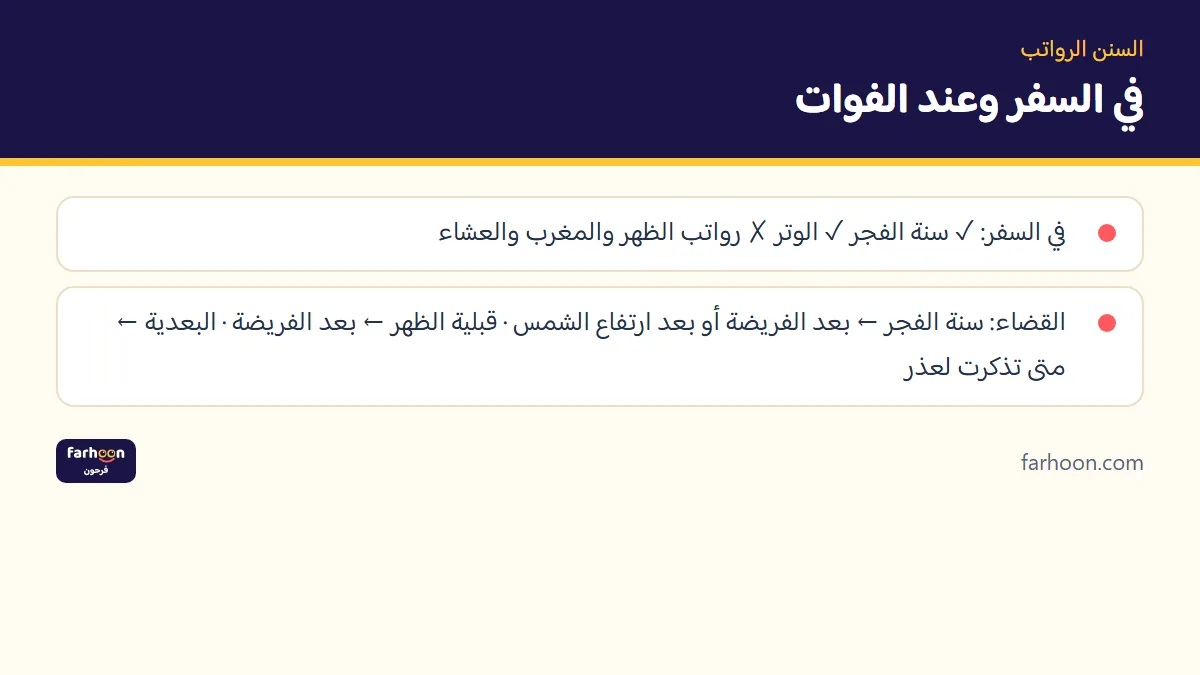 السنن الرواتب
في السفر وعند الفوات
في السفر: ✓ سنة الفجر ✓ الوتر ✗ رواتب الظهر والمغرب والعشاء
القضاء: سنة الفجر ← بعد الفريضة أو بعد ارتفاع الشمس · قبلية الظهر ← بعد الفريضة · البعدية ←
متى تذكرت لعذر
farhoon.com
farhoon
فرحون